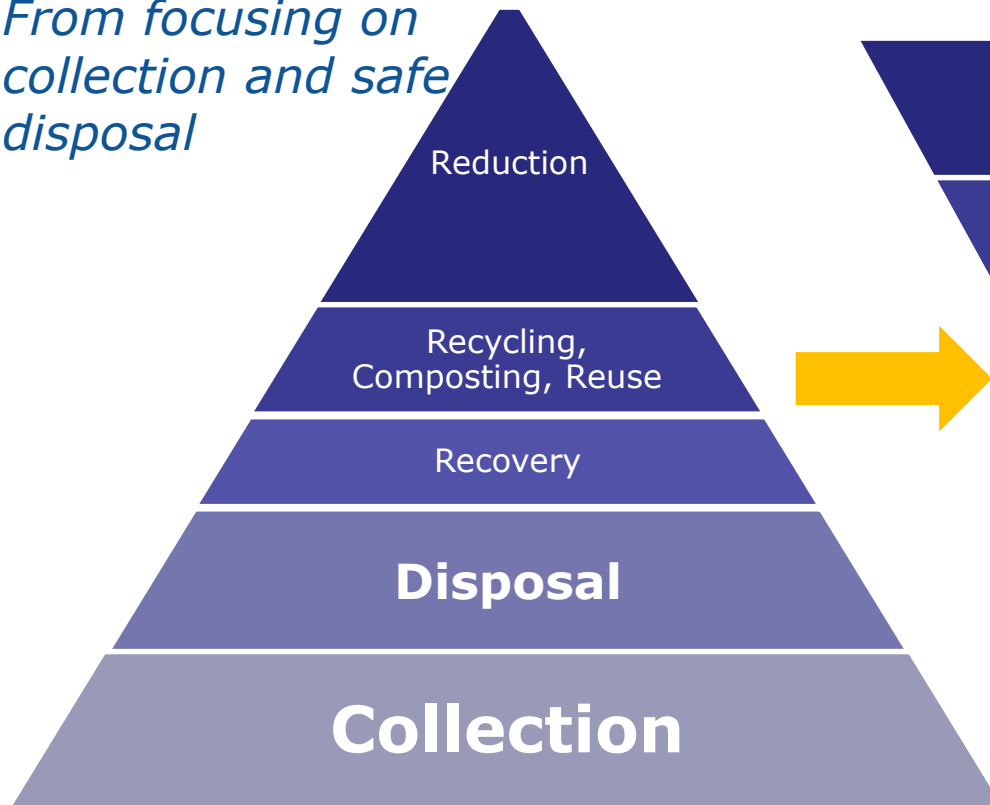 From focusing on
collection and safe
disposal
Reduction
Recycling,
Composting, Reuse
Recovery
Disposal
Collection